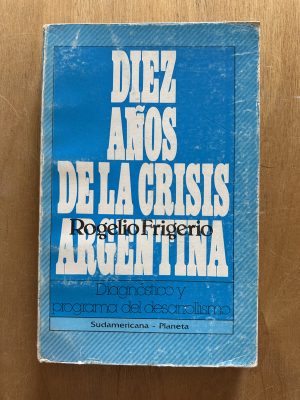 DIEZ
AÑOS
DE LA CRISIS
Rogelio Frigerio
ARGENTINA
Diagnóstico y
programa del desarrollismo
Sudamericana - Planeta